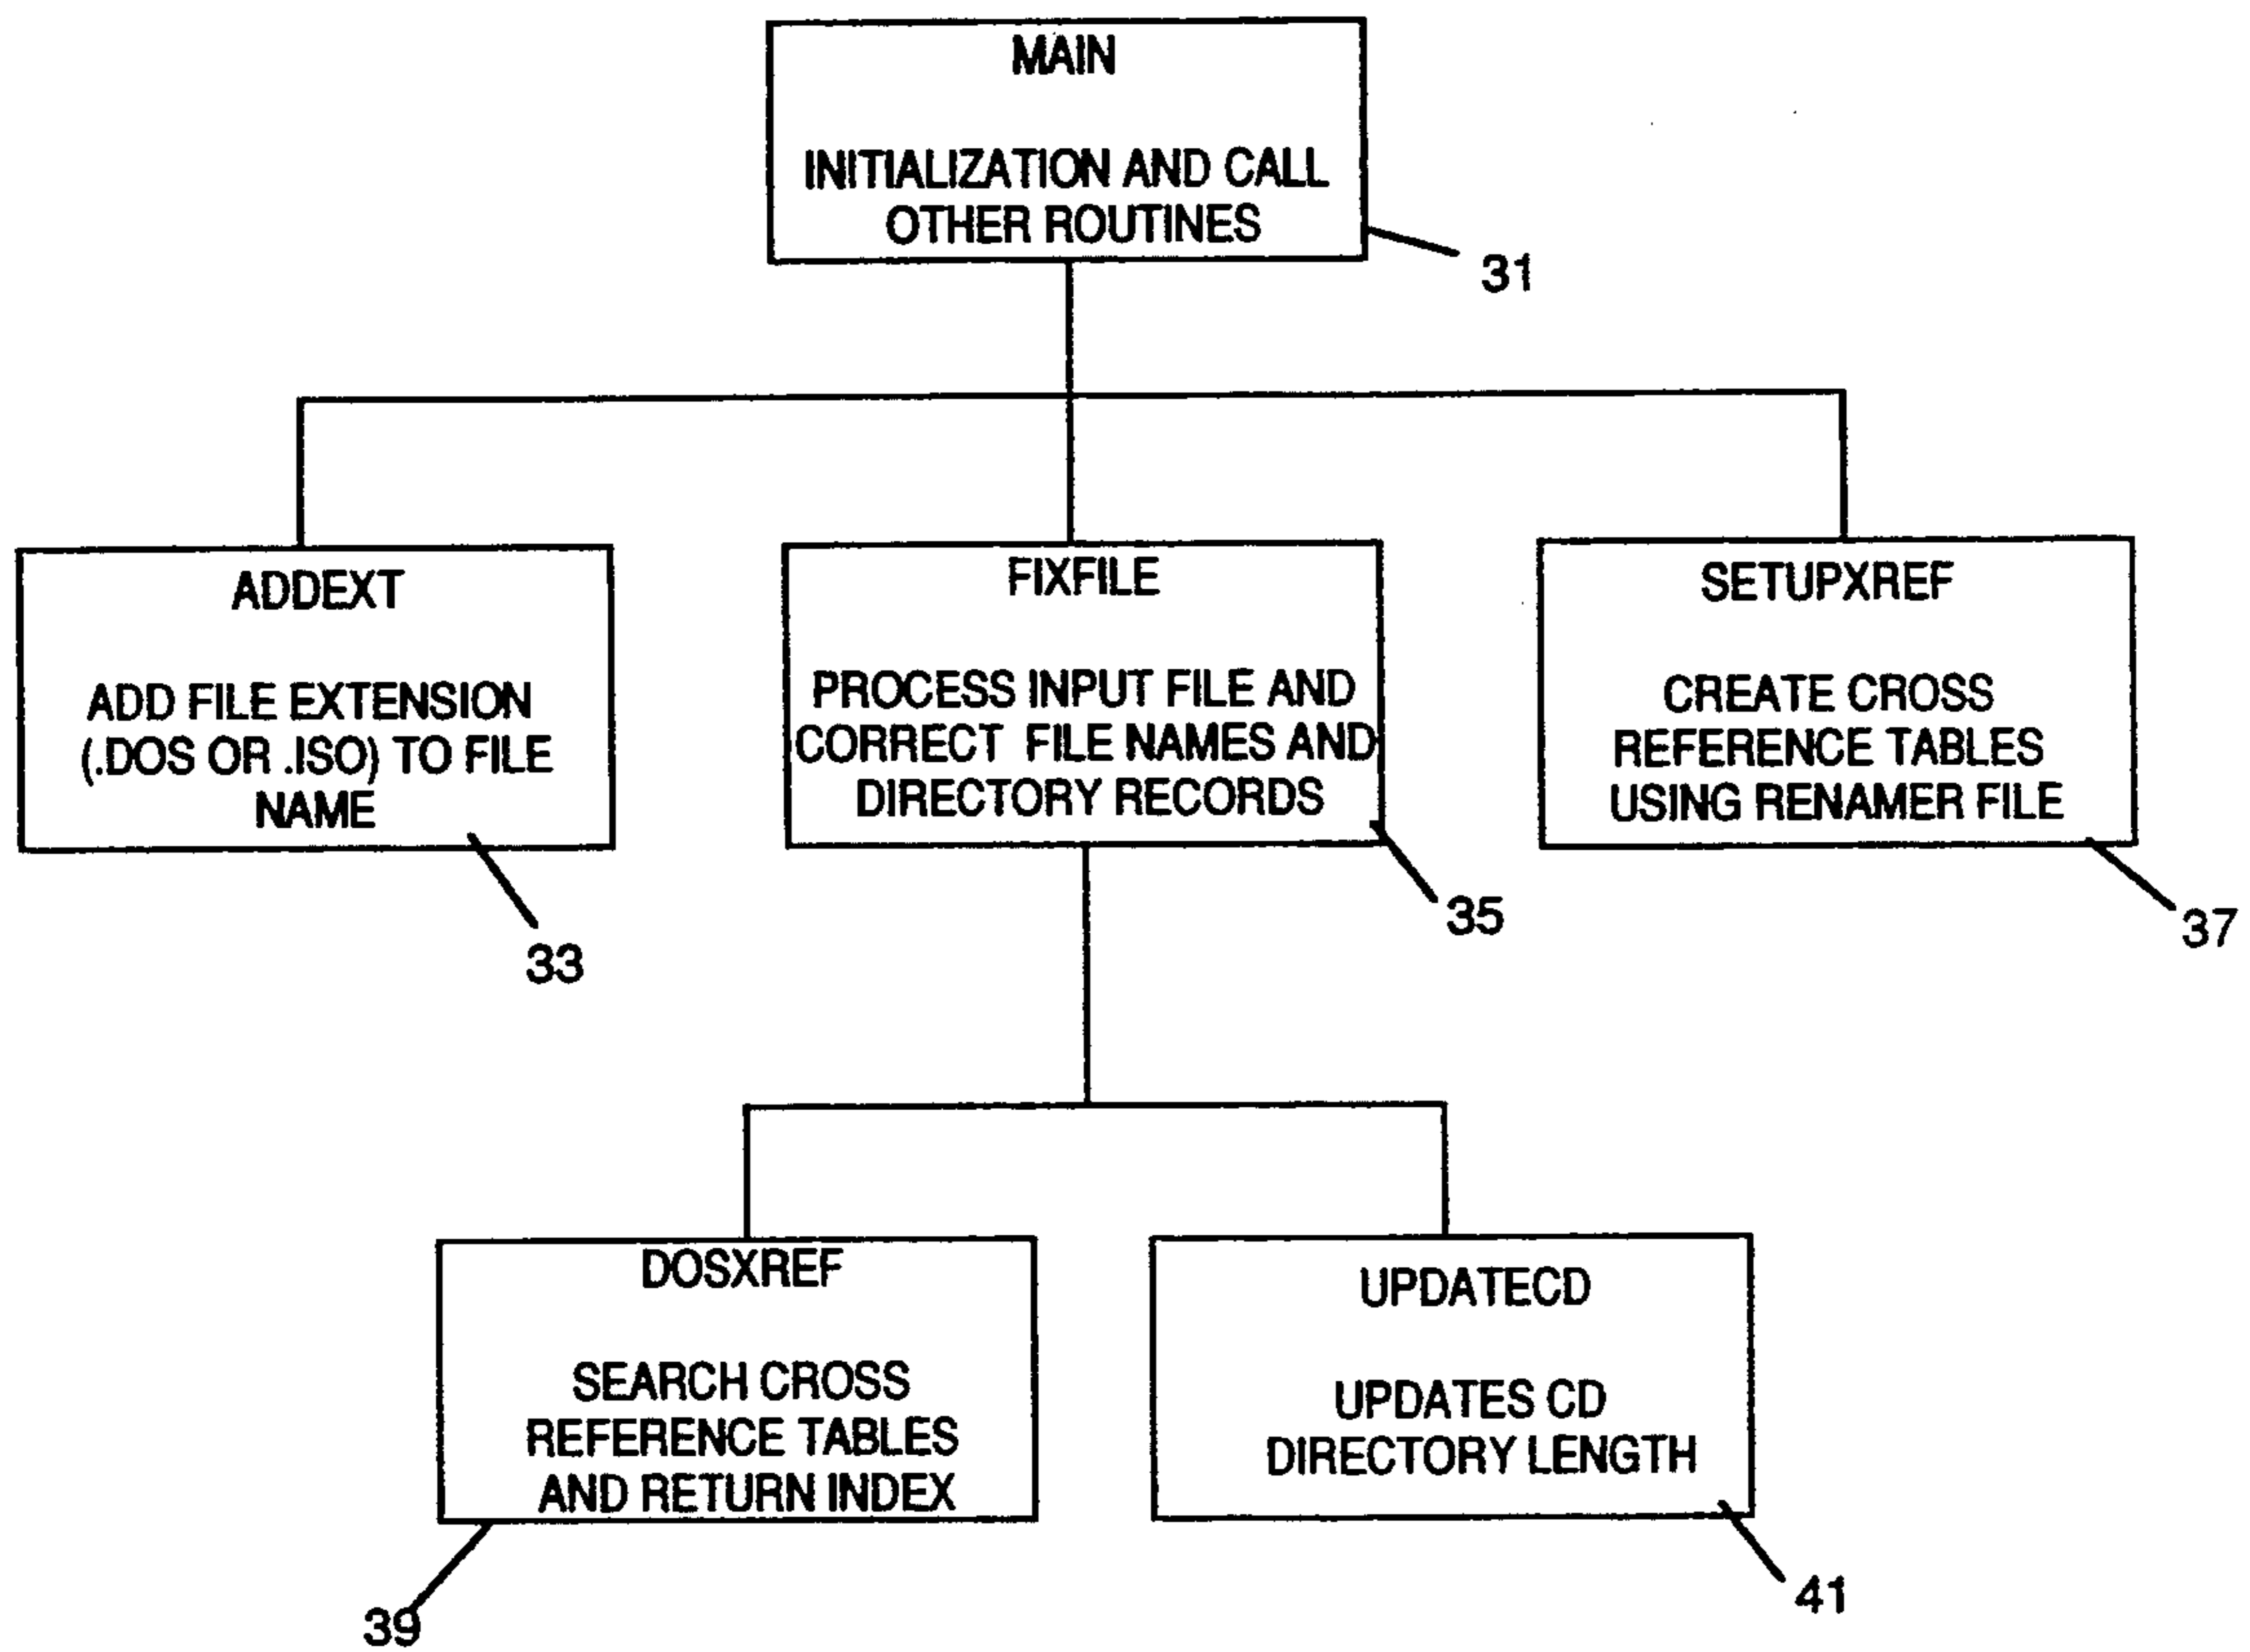 MAIN
INITIALIZATION AND CALL
OTHER ROUTINES
31
ADDEXT
ADD FILE EXTENSION
(.DOS OR .ISO) TO FILE
NAME
33
FIXFILE
PROCESS INPUT FILE AND
CORRECT FILE NAMES AND
DIRECTORY RECORDS
35
SETUPXREF
CREATE CROSS
REFERENCE TABLES
USING RENAMER FILE
37
DOSXREF
SEARCH CROSS
REFERENCE TABLES
AND RETURN INDEX
39
UPDATECD
UPDATES CD
DIRECTORY LENGTH
41